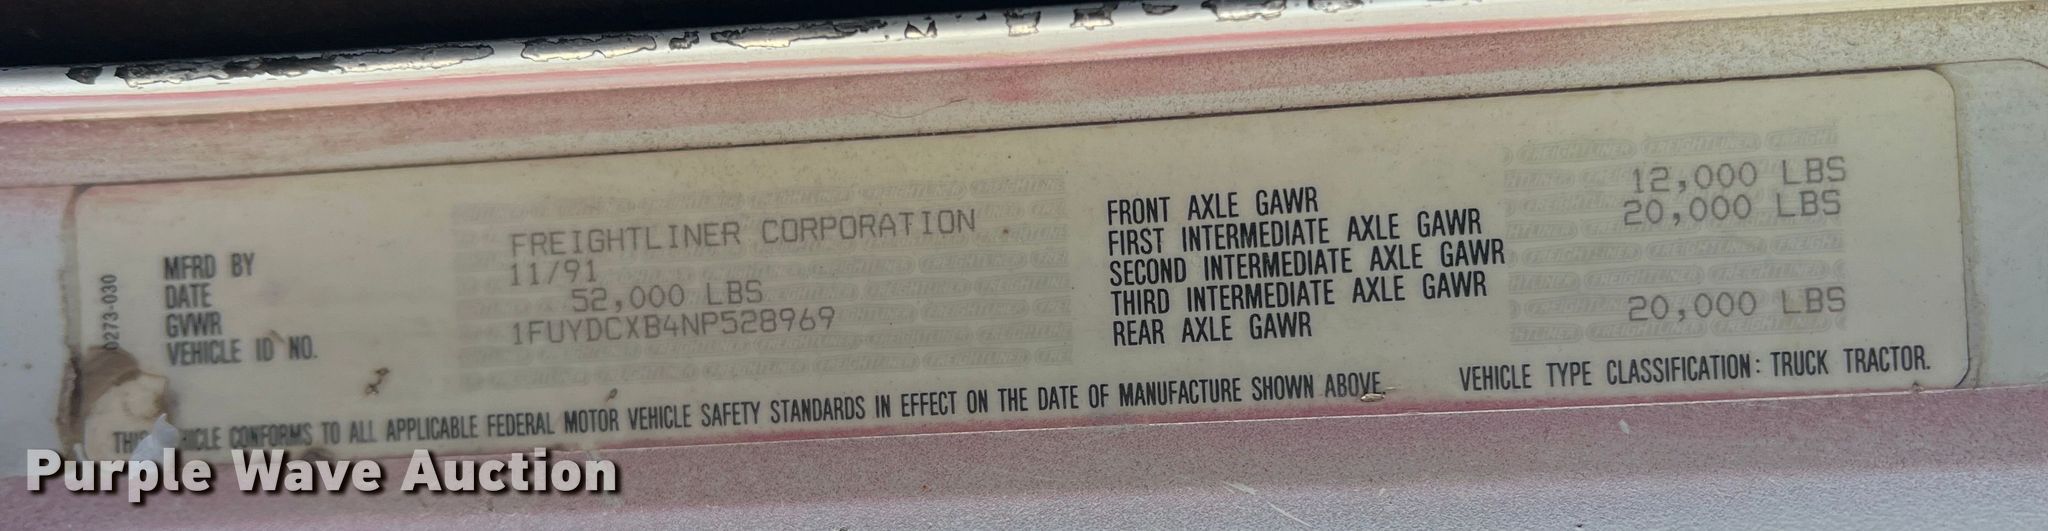 0273-030
MFRD BY FREIGHTLINER CORPORATION
DATE 11/91
GVWR 52,000 LBS
VEHICLE ID NO. 1FUYDCXB4NP528969
FRONT AXLE GAWR 12,000 LBS
FIRST INTERMEDIATE AXLE GAWR 20,000 LBS
SECOND INTERMEDIATE AXLE GAWR
THIRD INTERMEDIATE AXLE GAWR
REAR AXLE GAWR 20,000 LBS
CONFORMS TO ALL APPLICABLE FEDERAL MOTOR VEHICLE SAFETY STANDARDS IN EFFECT ON THE DATE OF MANUFACTURE SHOWN ABOVE. VEHICLE TYPE CLASSIFICATION: TRUCK TRACTOR.
Purple Wave Auction